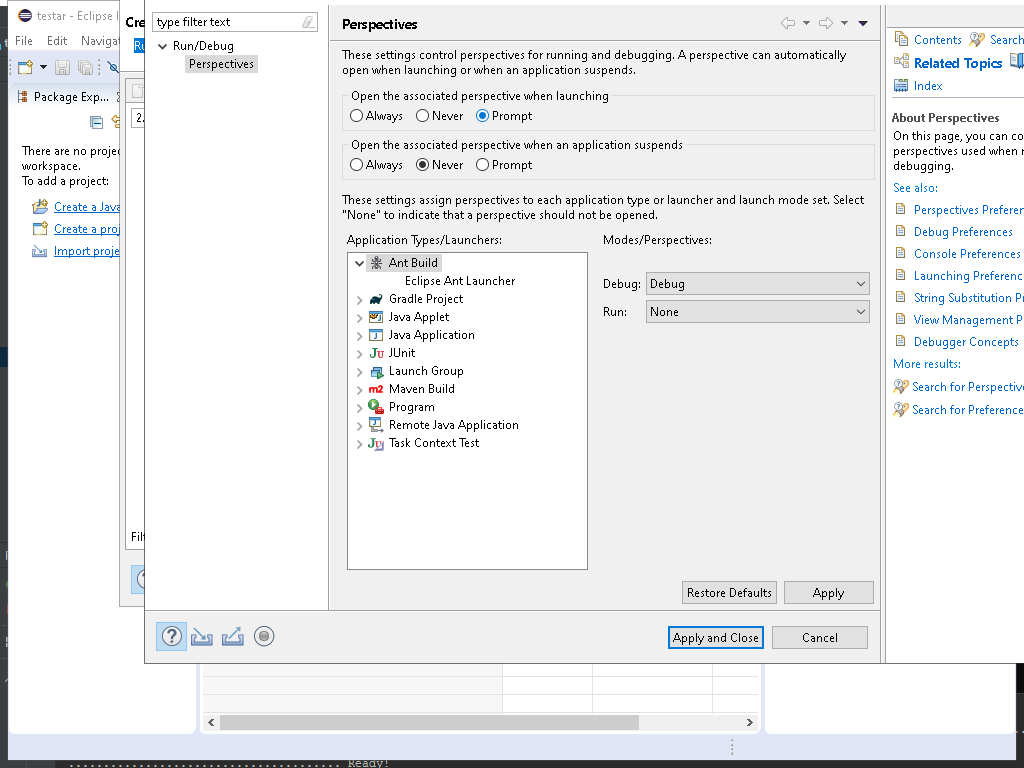 testar - Eclipse I
File Edit Navigat
Package Exp...
There are no proje
workspace.
To add a project:
Create a Java
Create a proj
Import proje
Cre
Ru
2.
Filt
type filter text
Run/Debug
Perspectives
Perspectives
These settings control perspectives for running and debugging. A perspective can automatically
open when launching or when an application suspends.
Open the associated perspective when launching
Always Never Prompt
Open the associated perspective when an application suspends
Always Never Prompt
These settings assign perspectives to each application type or launcher and launch mode set. Select
"None" to indicate that a perspective should not be opened.
Application Types/Launchers:
Ant Build
Eclipse Ant Launcher
Gradle Project
Java Applet
Java Application
JUnit
Launch Group
Maven Build
Program
Remote Java Application
Task Context Test
Modes/Perspectives:
Debug: Debug
Run: None
Restore Defaults Apply
Apply and Close Cancel
Contents Search
Related Topics
Index
About Perspectives
On this page, you can co
perspectives used when r
debugging.
See also:
Perspectives Preferen
Debug Preferences
Console Preferences
Launching Preferenc
String Substitution Pr
View Management P
Debugger Concepts
More results:
Search for Perspective
Search for Preference
Ready!